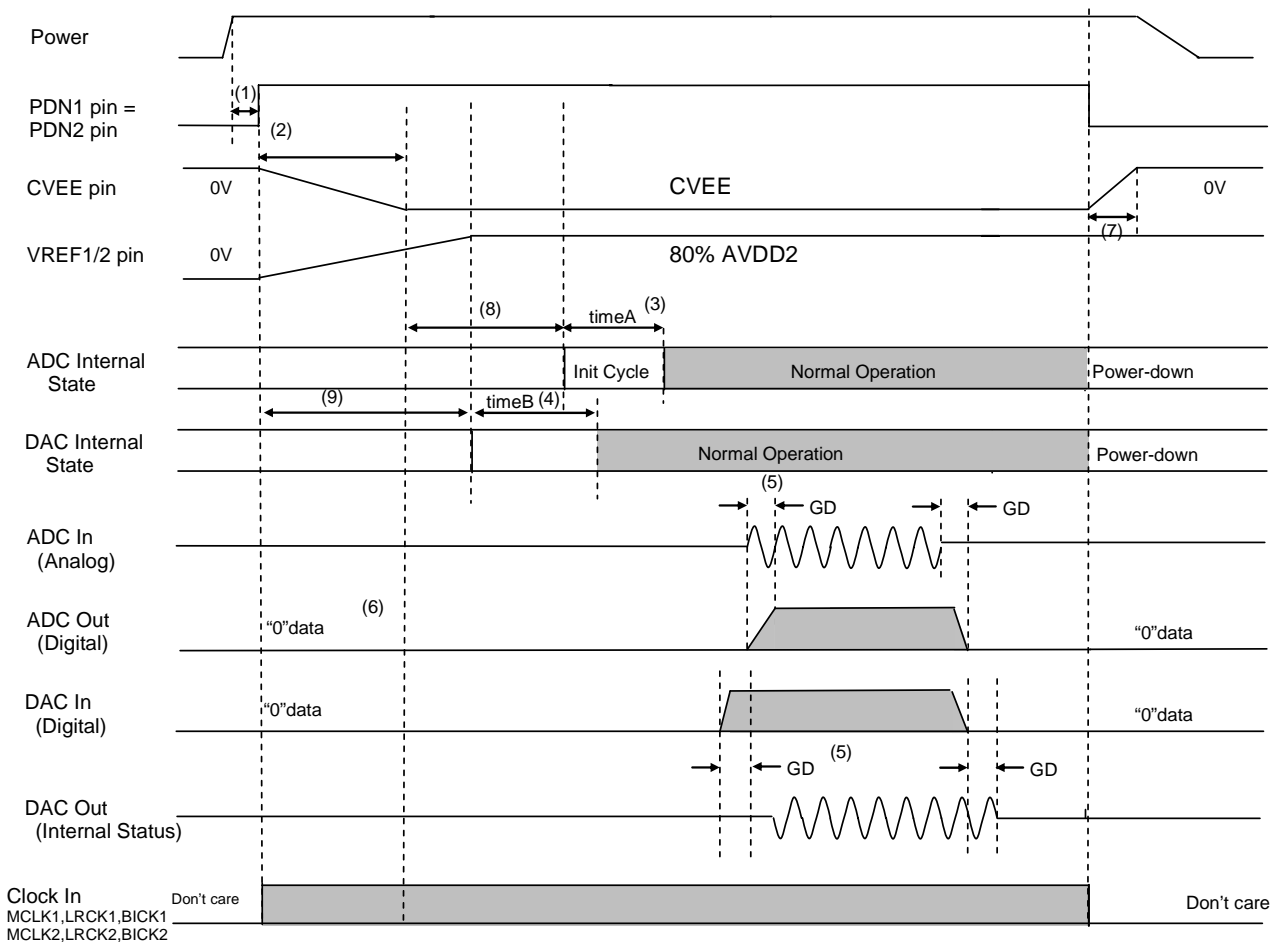 Power
(1)
PDN1 pin =
PDN2 pin
(2)
CVEE pin
0V
CVEE
0V
(7)
VREF1/2 pin
0V
80% AVDD2
(8)
(3)
timeA
ADC Internal
State
Init Cycle
Normal Operation
Power-down
(9)
timeB (4)
DAC Internal
State
Normal Operation
Power-down
(5)
GD
GD
ADC In
(Analog)
(6)
ADC Out
(Digital)
“0”data
“0”data
DAC In
(Digital)
“0”data
“0”data
(5)
GD
GD
DAC Out
(Internal Status)
Clock In
MCLK1,LRCK1,BICK1
MCLK2,LRCK2,BICK2
Don't care
Don't care